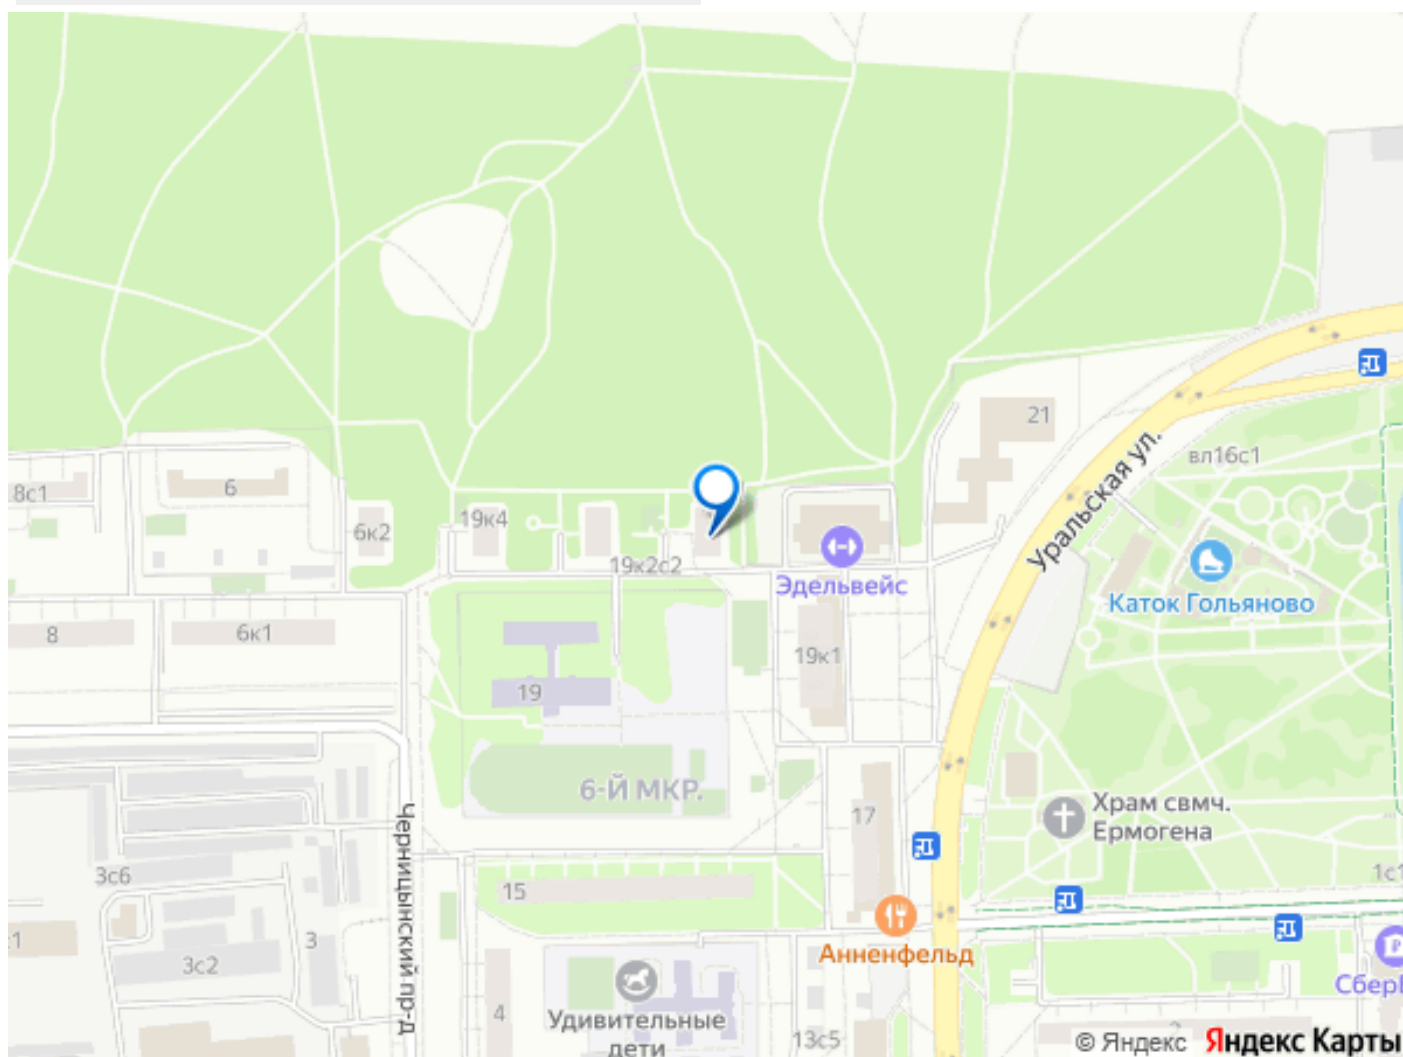 21
вл16с1
Уральская ул.
8с1
6
6к2
19к4
19к2с2
Эдельвейс
Каток Гольяново
8
6к1
19к1
19
6-Й МКР.
17
Храм свмч.
Ермогена
Черницынский пр-д
3с6
15
1с1
3
3с2
Анненфельд
4
Удивительные
дети
13с5
© Яндекс Яндекс Карты